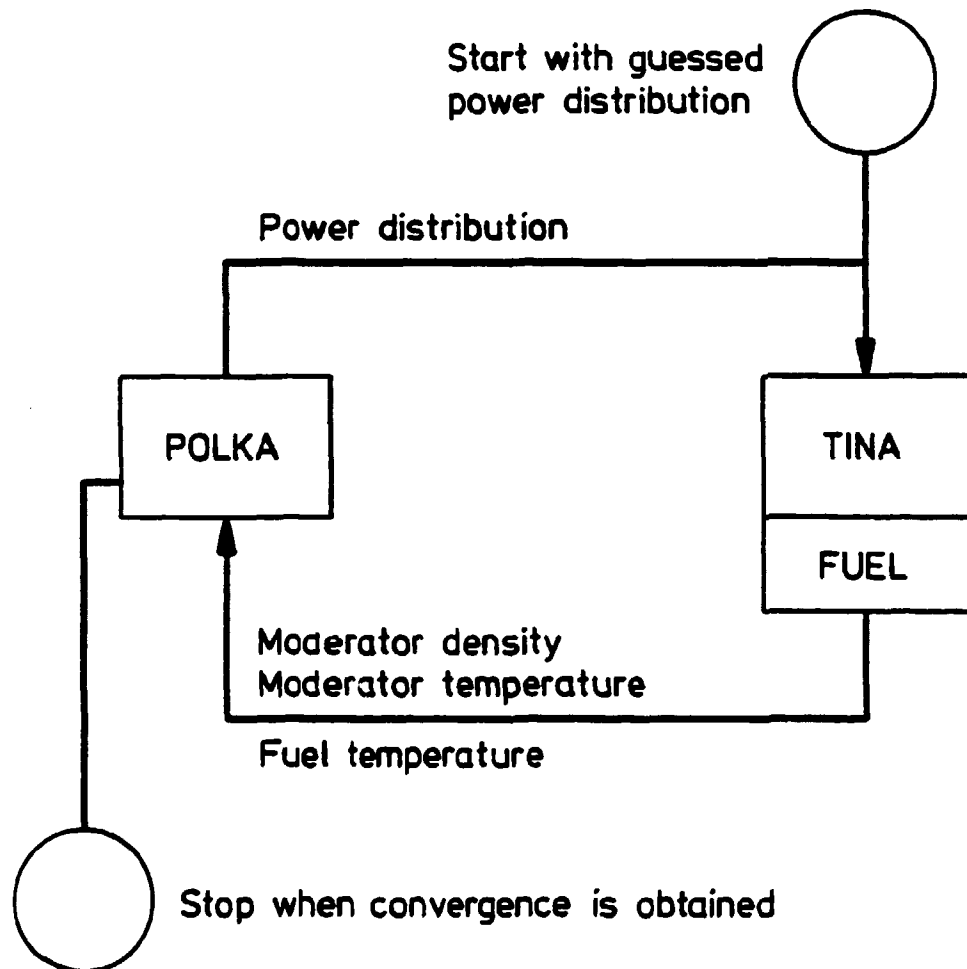 Start with guessed
power distribution
Power distribution
POLKA
TINA
FUEL
Moderator density
Moderator temperature
Fuel temperature
Stop when convergence is obtained